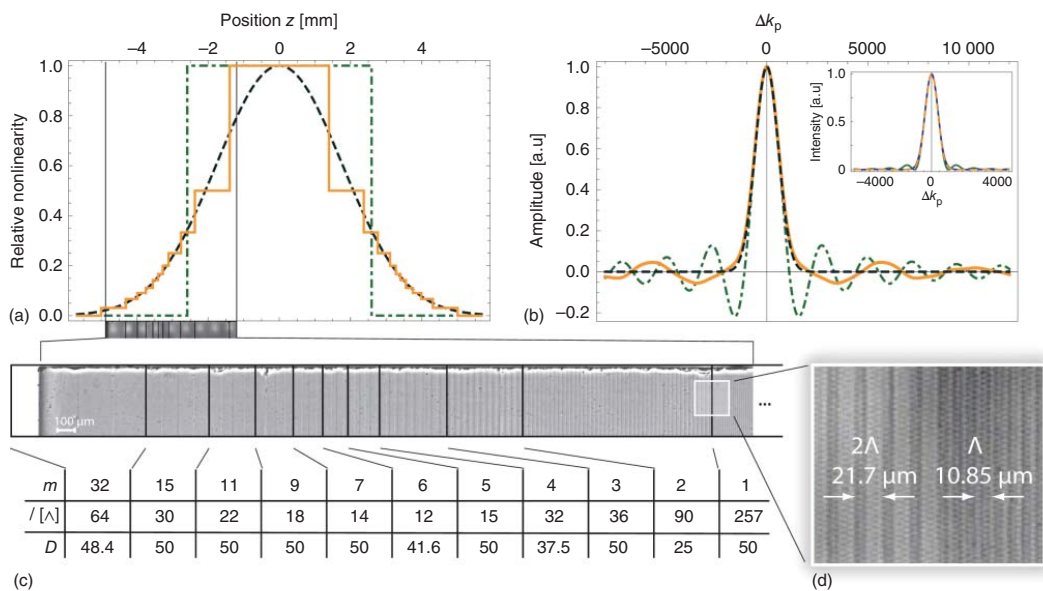 Position z [mm]
−4 −2 0 2 4
Relative nonlinearity
1.0
0.8
0.6
0.4
0.2
0.0
(a)
Δkp
−5000 0 5000 10 000
Amplitude [a.u]
1.0
0.8
0.6
0.4
0.2
0.0
−0.2
(b)
Intensity [a.u]
1.0
0.5
0
−4000 0 4000
Δkp
100 µm
...
m 32 15 11 9 7 6 5 4 3 2 1
l [Λ] 64 30 22 18 14 12 15 32 36 90 257
D 48.4 50 50 50 50 41.6 50 37.5 50 25 50
(c)
2Λ Λ
21.7 µm 10.85 µm
(d)